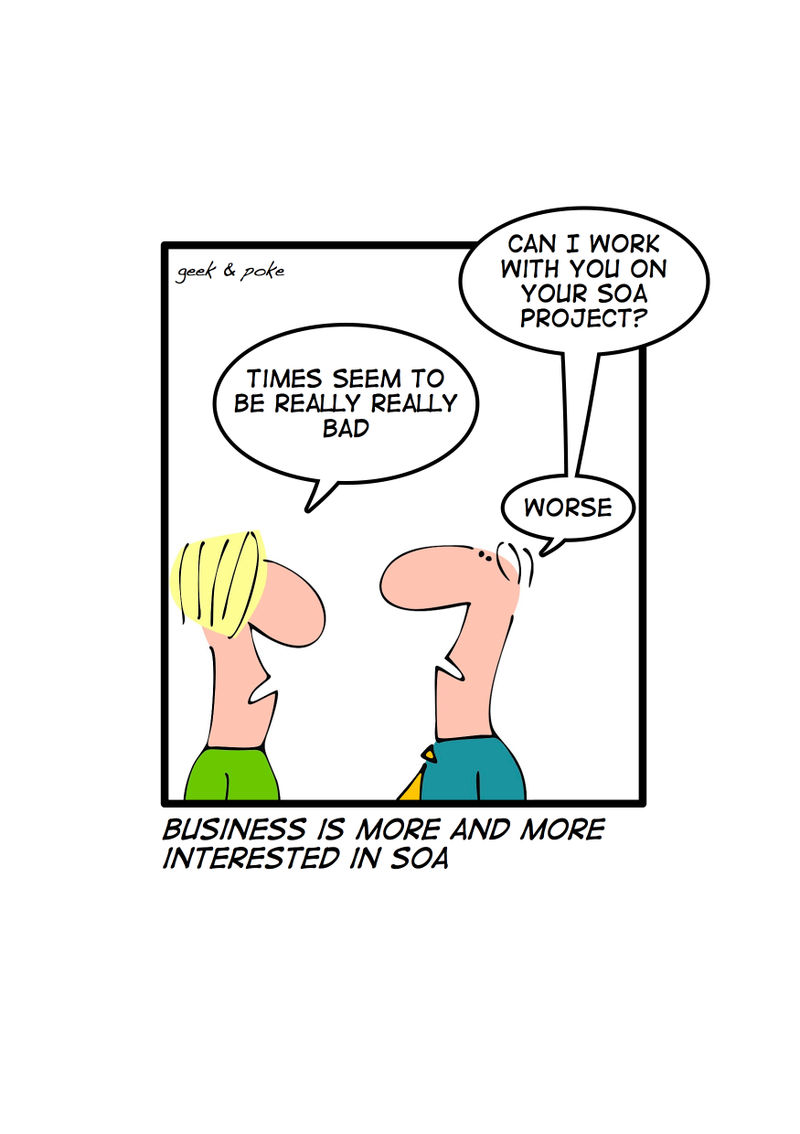 geek & poke
CAN I WORK
WITH YOU ON
YOUR SOA
PROJECT?
TIMES SEEM TO
BE REALLY REALLY
BAD
WORSE
BUSINESS IS MORE AND MORE
INTERESTED IN SOA